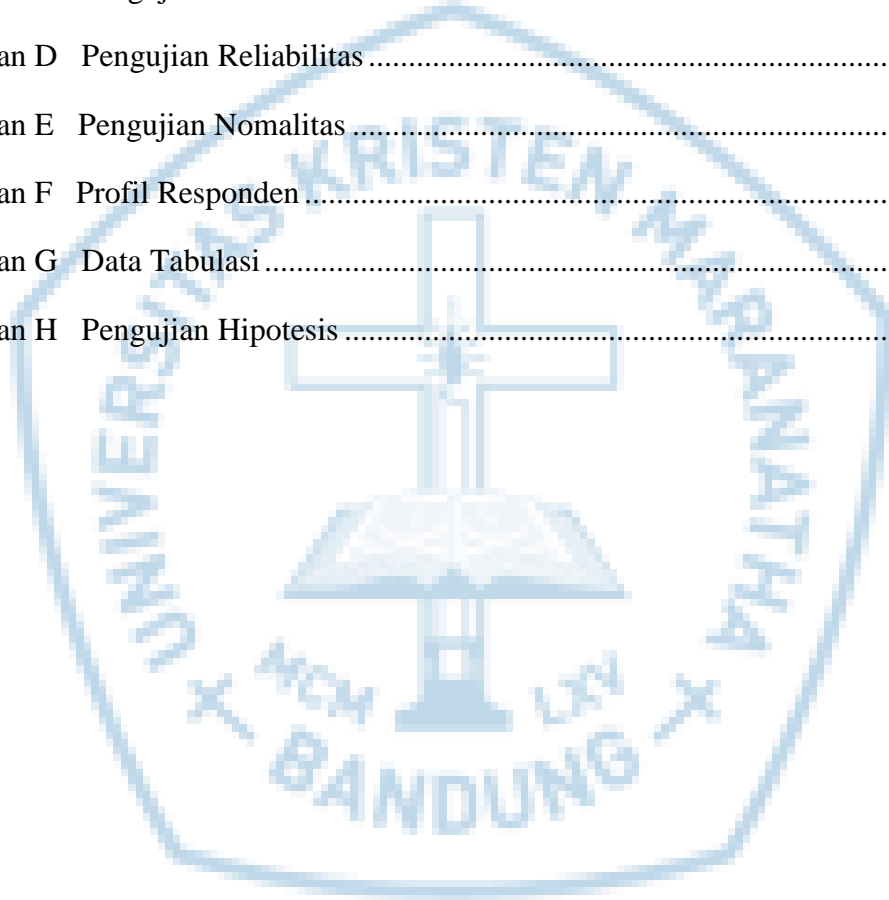 an D Pengujian Reliabilitas ..........................................................................
an E Pengujian Nomalitas ..........................................................................
an F Profil Responden ..........................................................................
an G Data Tabulasi ..........................................................................
an H Pengujian Hipotesis ..........................................................................
UNIVERSITAS KRISTEN MARANATHA
MCM LXV
BANDUNG